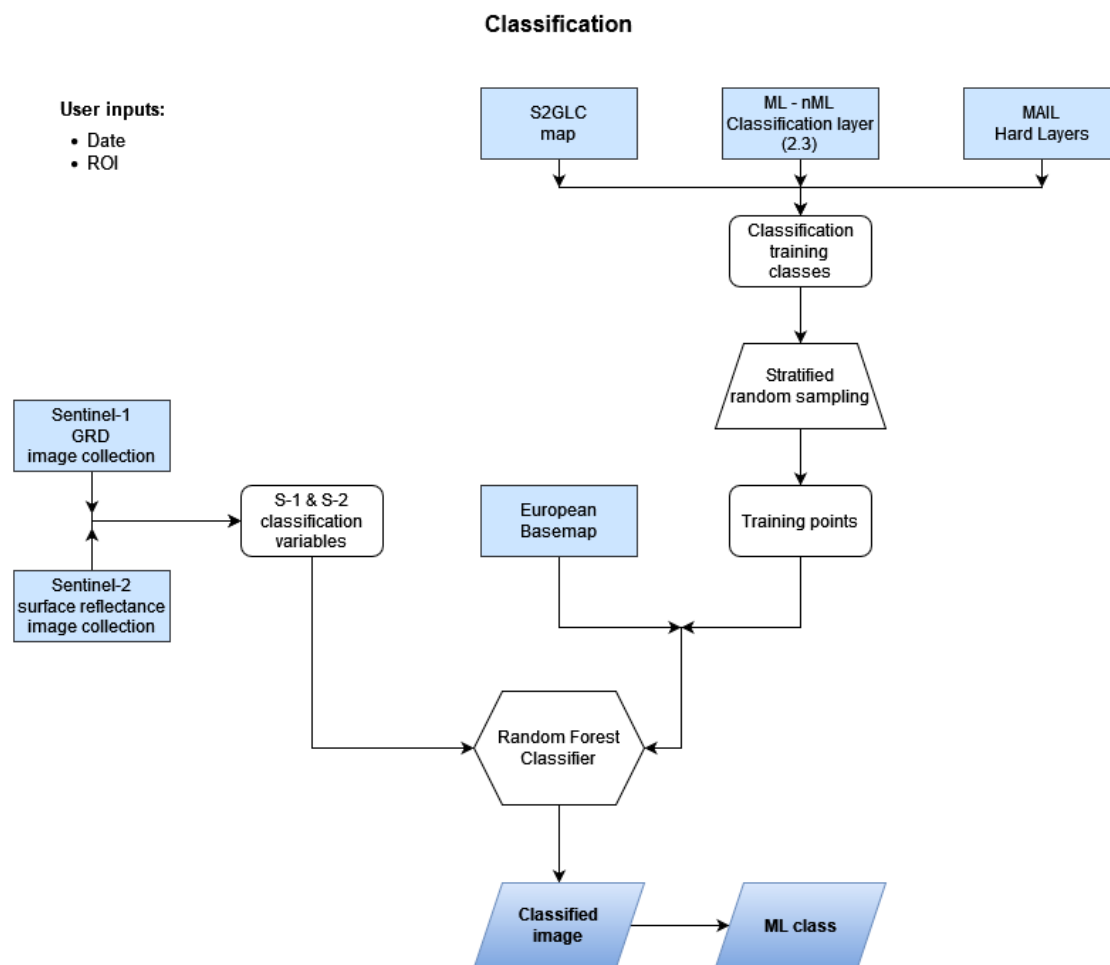 Classification
User inputs:
• Date
• ROI
S2GLC
map
ML - nML
Classification layer
(2.3)
MAIL
Hard Layers
Classification
training
classes
Stratified
random sampling
Sentinel-1
GRD
image collection
S-1 & S-2
classification
variables
European
Basemap
Training points
Sentinel-2
surface reflectance
image collection
Random Forest
Classifier
Classified
image
ML class